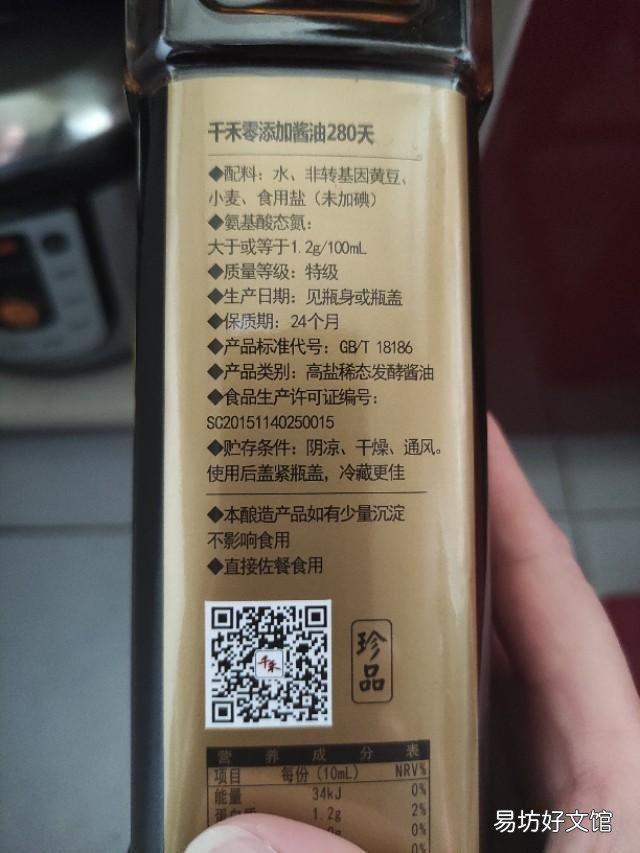 千禾零添加酱油280天
◆配料：水、非转基因黄豆、
小麦、食用盐（未加碘）
◆氨基酸态氮：
大于或等于1.2g/100mL
◆质量等级：特级
◆生产日期：见瓶身或瓶盖
◆保质期：24个月
◆产品标准代号：GB/T 18186
◆产品类别：高盐稀态发酵酱油
◆食品生产许可证编号：
SC20151140250015
◆贮存条件：阴凉、干燥、通风。
使用后盖紧瓶盖，冷藏更佳
◆本酿造产品如有少量沉淀
不影响食用
◆直接佐餐食用
千禾
珍品
营养成分表
项目 每份（10mL） NRV%
能量 34kJ 0%
蛋白质 1.2g 2%
0%
0%
易坊好文馆